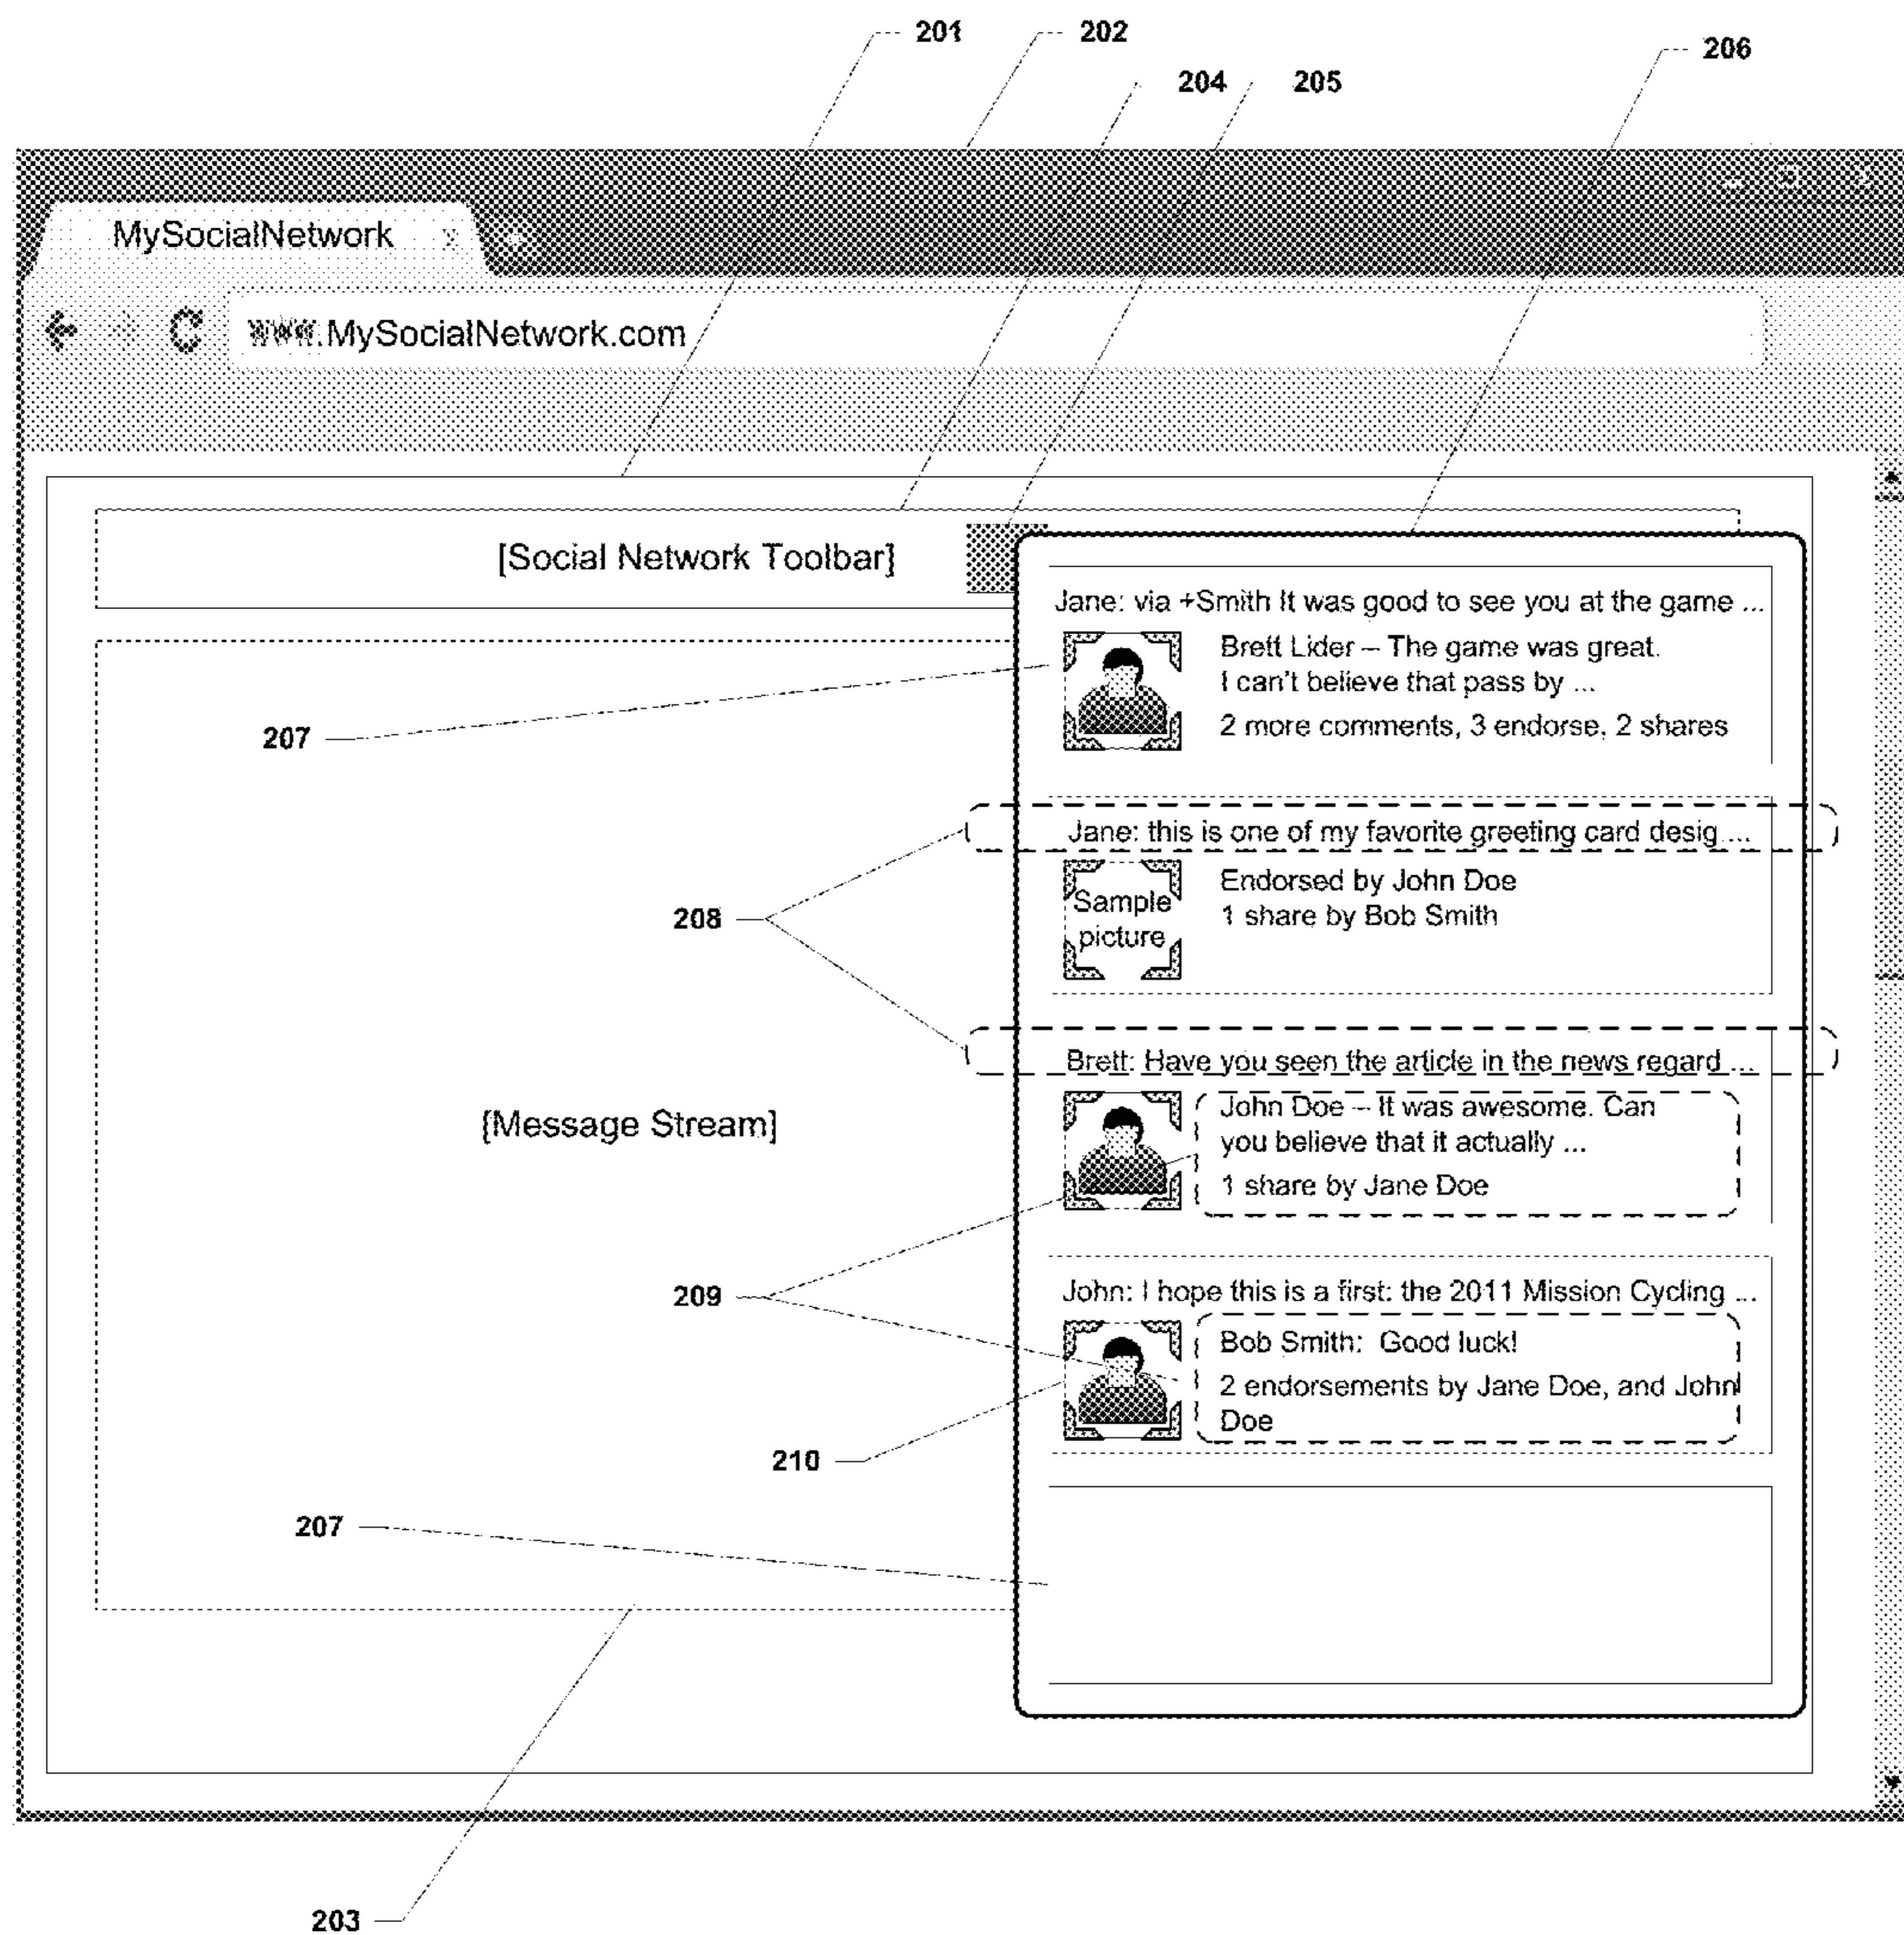 201
202
206
204
205
MySocialNetwork x
www.MySocialNetwork.com
[Social Network Toolbar]
Jane: via +Smith It was good to see you at the game ...
Brett Lider – The game was great.
I can't believe that pass by ...
2 more comments, 3 endorse, 2 shares
207
Jane: this is one of my favorite greeting card desig ...
Sample
picture
Endorsed by John Doe
1 share by Bob Smith
208
Brett: Have you seen the article in the news regard ...
[Message Stream]
John Doe – It was awesome. Can
you believe that it actually ...
1 share by Jane Doe
209
John: I hope this is a first: the 2011 Mission Cycling ...
Bob Smith: Good luck!
2 endorsements by Jane Doe, and John
Doe
210
207
203